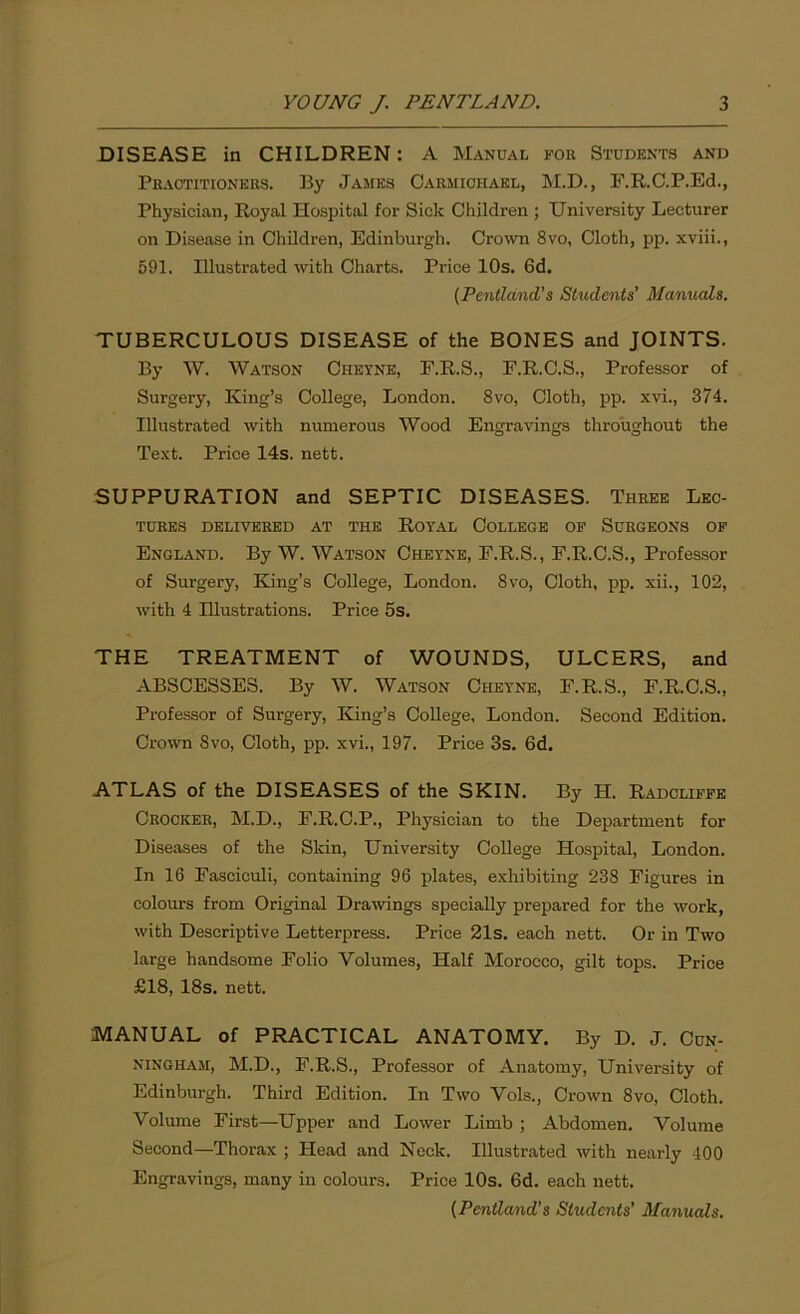 YOUNG J. PENTLAND. 3
DISEASE in CHILDREN: A Manual for Students and
Practitioners. By James Carmichael, M.D., F.R.C.P.Ed.,
Physician, Royal Hospital for Sick Children ; University Lecturer
on Disease in Children, Edinburgh. Crown 8vo, Cloth, pp. xviii.,
591. Illustrated with Charts. Price 10s. 6d.
(Pentland's Students' Manuals.
TUBERCULOUS DISEASE of the BONES and JOINTS.
By W. Watson Cheyne, F.R.S., F.R.C.S., Professor of
Surgery, King's College, London. 8vo, Cloth, pp. xvi., 374.
Illustrated with numerous Wood Engravings throughout the
Text. Price 14s. nett.
SUPPURATION and SEPTIC DISEASES. Three Lec-
tures delivered at the Royal College of Surgeons of
England. By W. Watson Cheyne, F.R.S., F.R.C.S., Professor
of Surgery, King's College, London. 8vo, Cloth, pp. xii., 102,
with 4 Illustrations. Price 5s.
THE TREATMENT of WOUNDS, ULCERS, and
ABSCESSES. By W. Watson Cheyne, F.R.S., F.R.C.S.,
Professor of Surgery, King's College, London. Second Edition.
Crown 8vo, Cloth, pp. xvi., 197. Price 3s. 6d.
ATLAS of the DISEASES of the SKIN. By H. Radcliffe
Crocker, M.D., F.R.C.P., Physician to the Department for
Diseases of the Skin, University College Hospital, London.
In 16 Fasciculi, containing 96 plates, exhibiting 238 Figures in
colours from Original Drawings specially prepared for the work,
with Descriptive Letterpress. Price 21s. each nett. Or in Two
large handsome Folio Volumes, Half Morocco, gilt tops. Price
£18, 18s. nett.
MANUAL of PRACTICAL ANATOMY. By D. J. Cun-
ningham, M.D., F.R.S., Professor of Anatomy, University of
Edinburgh. Third Edition. In Two Vols., Crown 8vo, Cloth.
Volume First—Upper and Lower Limb ; Abdomen. Volume
Second—Thorax ; Head and Neck. Illustrated with nearly 400
Engravings, many in colours. Price 10s. 6d. each nett.
(Pentland's Students' Manuals.